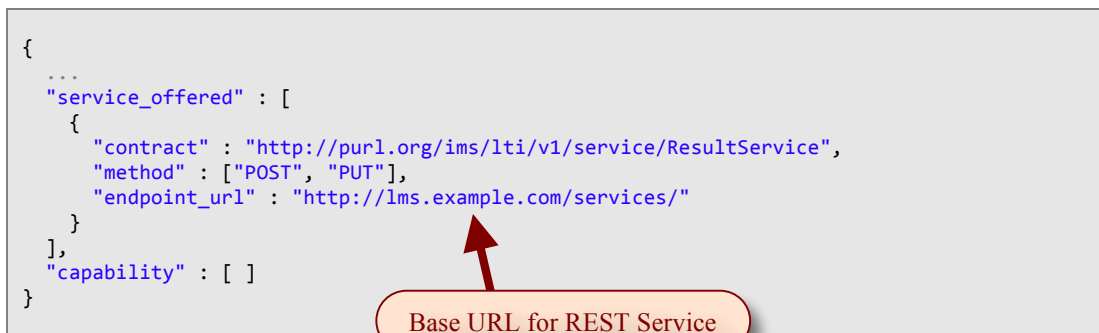 {
...
"service_offered" : [
{
"contract" : "http://purl.org/ims/lti/v1/service/ResultService",
"method" : ["POST", "PUT"],
"endpoint_url" : "http://lms.example.com/services/"
}
],
"capability" : [ ]
}
Base URL for REST Service